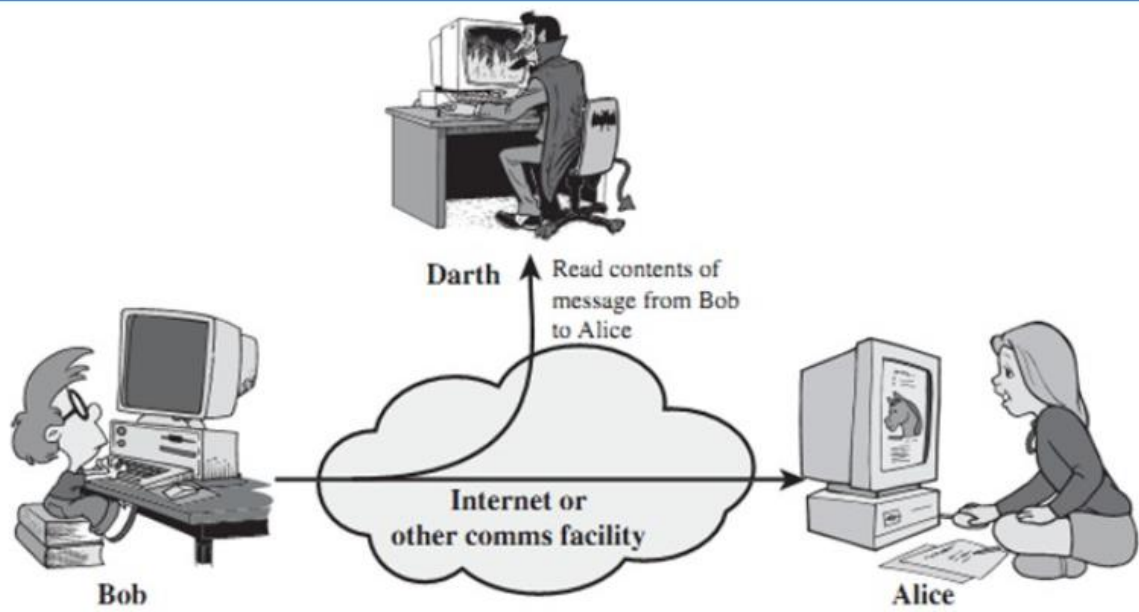 Darth
Read contents of
message from Bob
to Alice
Internet or
other comms facility
Bob
Alice